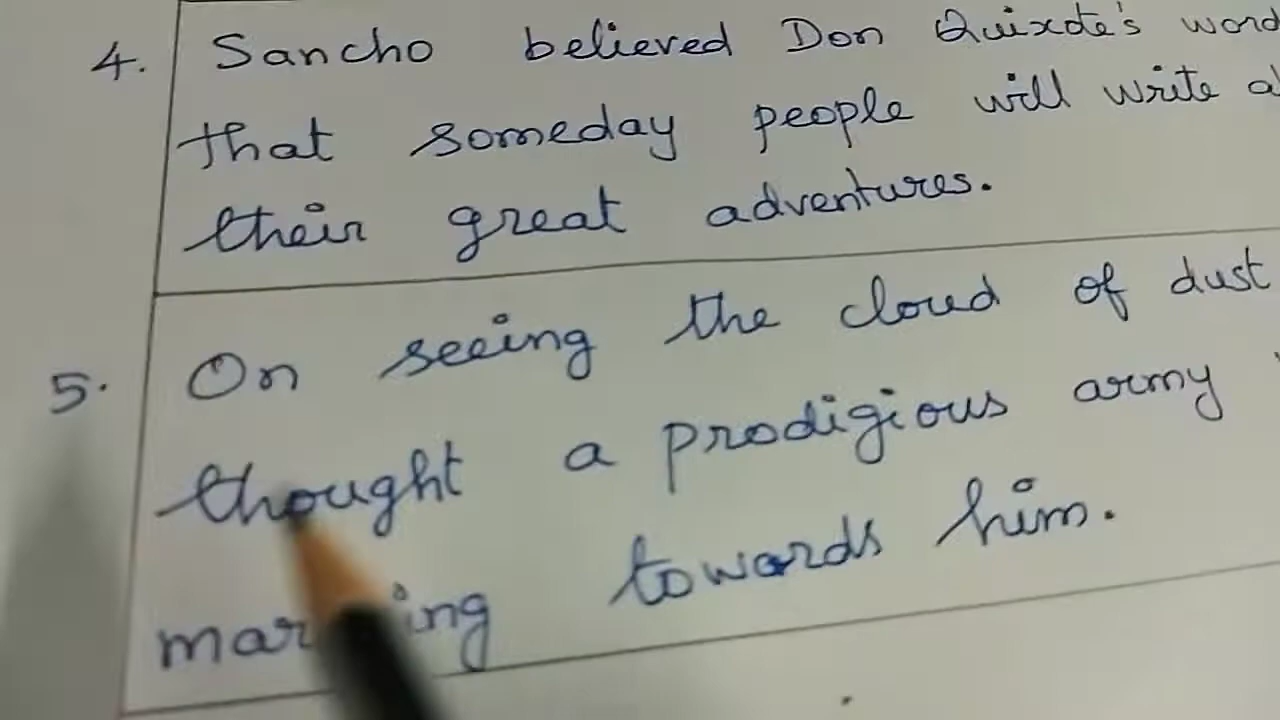 4. Sancho believed Don Quixote's word
that someday people will write
their great adventures.
5. On seeing the cloud of dust
thought a prodigious army
towards him.